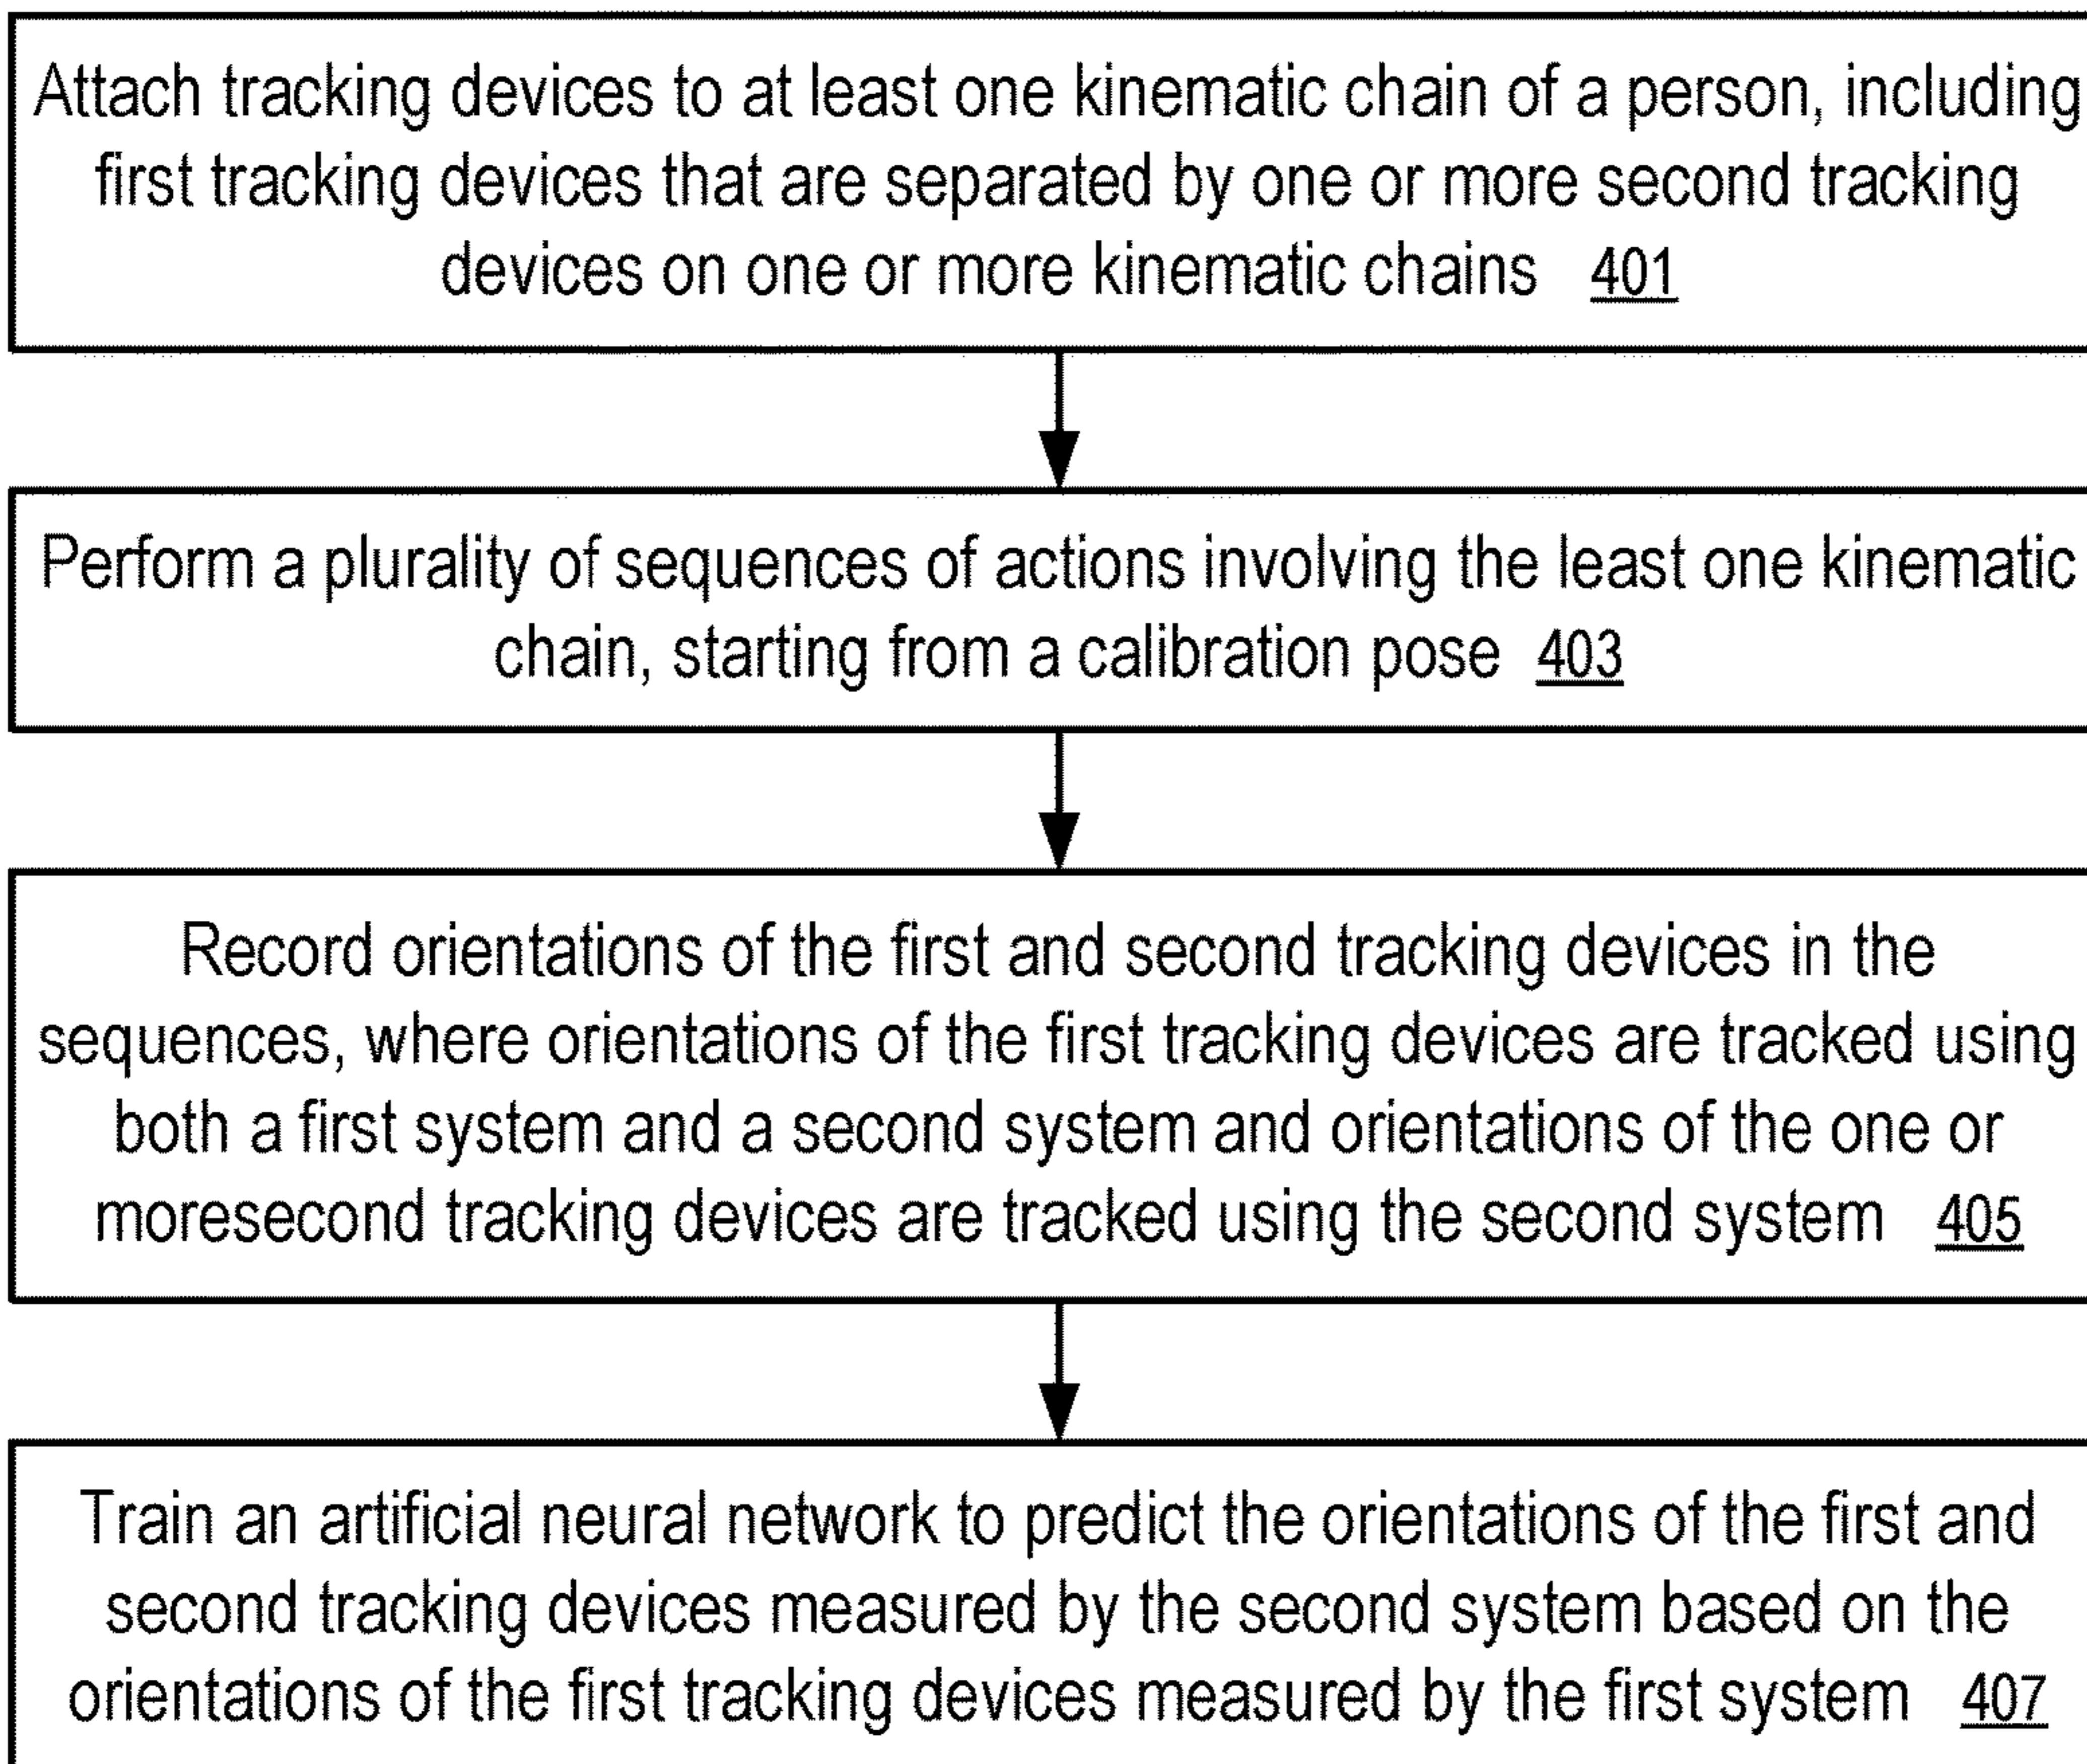 Attach tracking devices to at least one kinematic chain of a person, including
first tracking devices that are separated by one or more second tracking
devices on one or more kinematic chains 401
Perform a plurality of sequences of actions involving the least one kinematic
chain, starting from a calibration pose 403
Record orientations of the first and second tracking devices in the
sequences, where orientations of the first tracking devices are tracked using
both a first system and a second system and orientations of the one or
moresecond tracking devices are tracked using the second system 405
Train an artificial neural network to predict the orientations of the first and
second tracking devices measured by the second system based on the
orientations of the first tracking devices measured by the first system 407